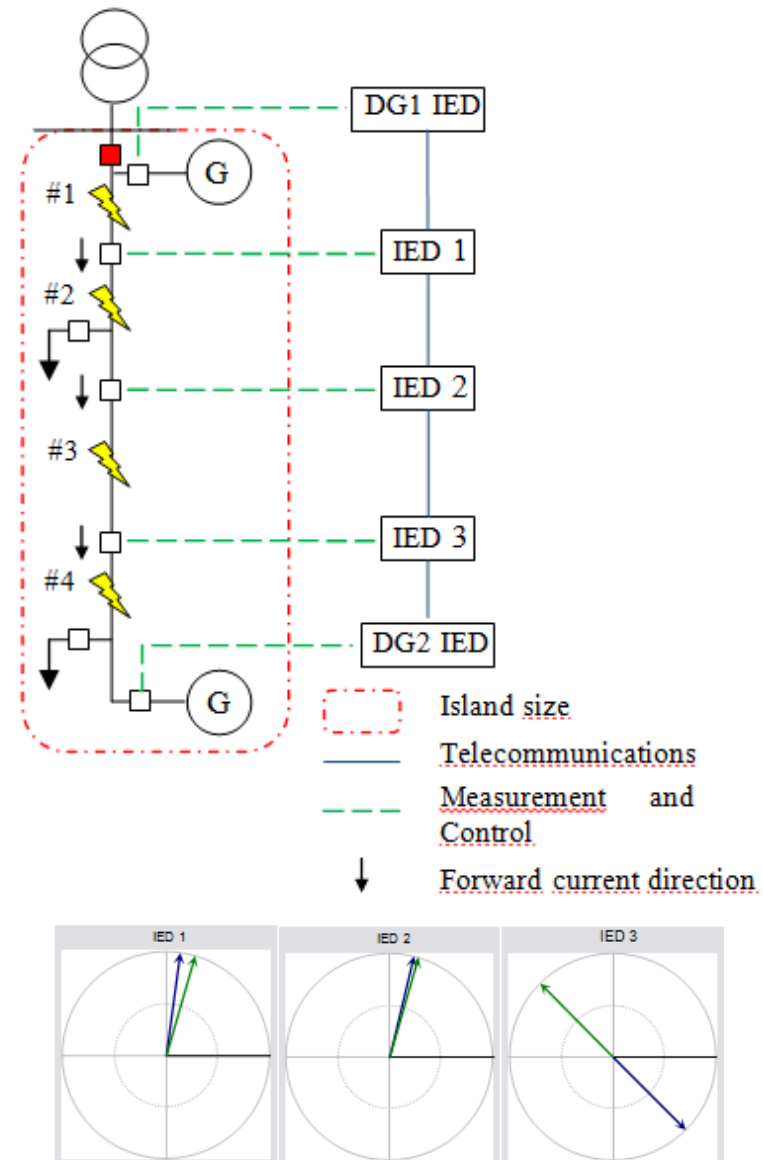 DG1 IED
G
#1
IED 1
#2
IED 2
#3
IED 3
#4
DG2 IED
G
Island size
Telecommunications
Measurement and
Control
Forward current direction
IED 1
IED 2
IED 3